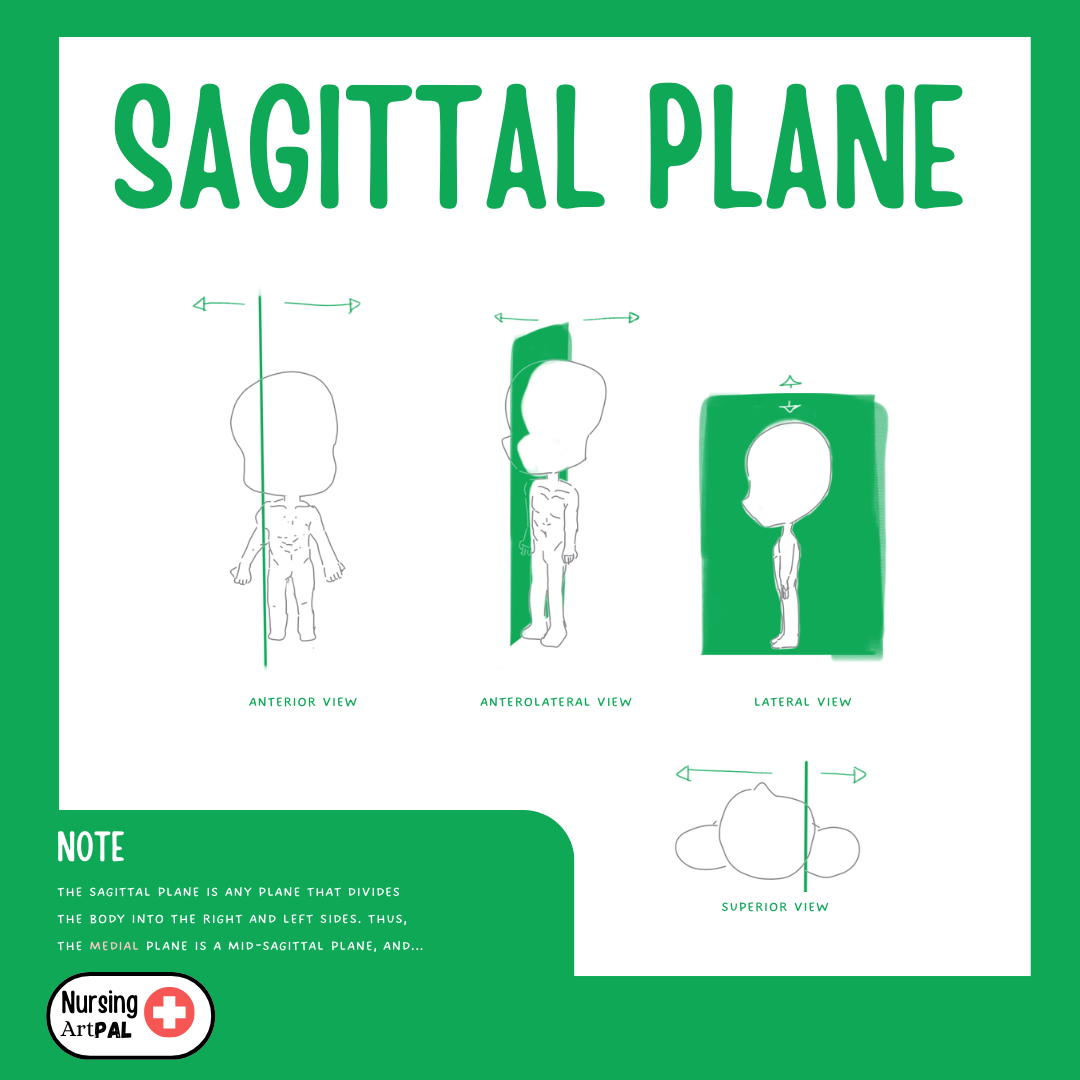 SAGITTAL PLANE
ANTERIOR VIEW
ANTEROLATERAL VIEW
LATERAL VIEW
SUPERIOR VIEW
NOTE
THE SAGITTAL PLANE IS ANY PLANE THAT DIVIDES
THE BODY INTO THE RIGHT AND LEFT SIDES. THUS,
THE MEDIAL PLANE IS A MID-SAGITTAL PLANE, AND...
Nursing
ArtPAL